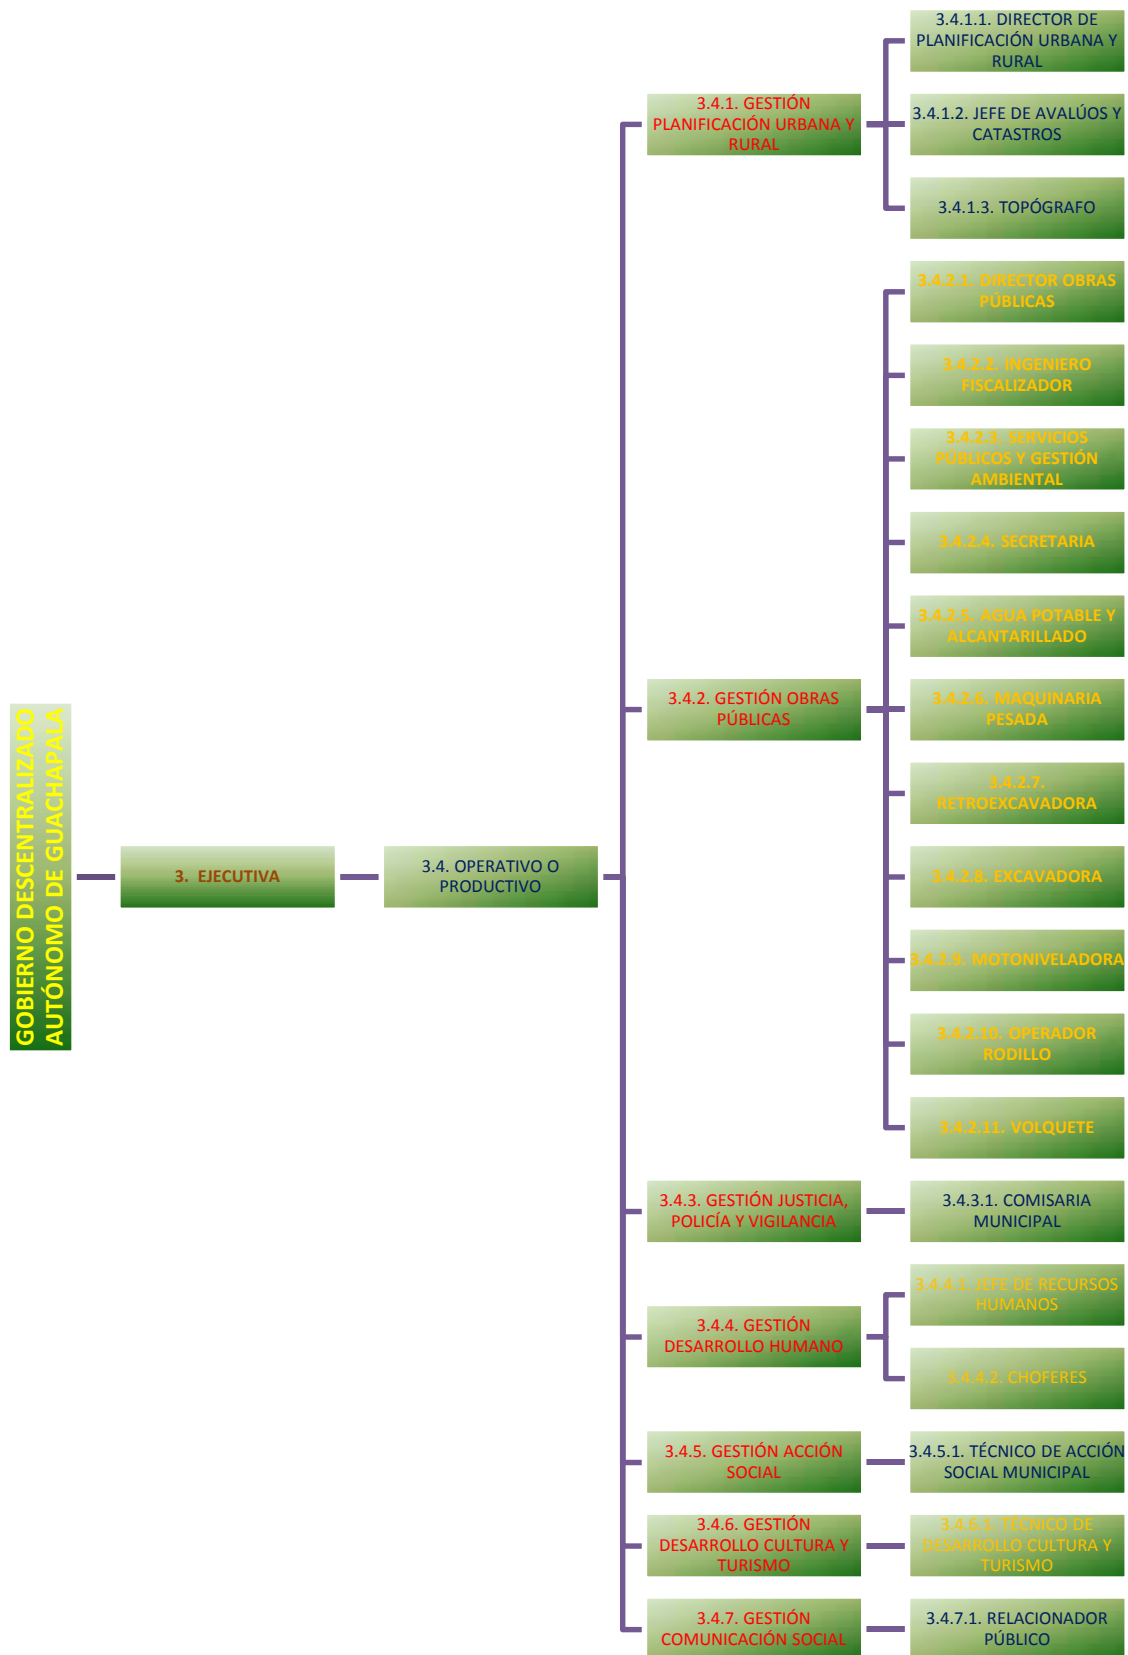 GOBIERNO DESCENTRALIZADO
AUTÓNOMO DE GUACHAPALA
3. EJECUTIVA
3.4. OPERATIVO O
PRODUCTIVO
3.4.1. GESTIÓN
PLANIFICACIÓN URBANA Y
RURAL
3.4.1.1. DIRECTOR DE
PLANIFICACIÓN URBANA Y
RURAL
3.4.1.2. JEFE DE AVALÚOS Y
CATASTROS
3.4.1.3. TOPÓGRAFO
3.4.2. GESTIÓN OBRAS
PÚBLICAS
3.4.2.1. DIRECTOR OBRAS
PÚBLICAS
3.4.2.2. INGENIERO
FISCALIZADOR
3.4.2.3. SERVICIOS
PÚBLICOS Y GESTIÓN
AMBIENTAL
3.4.2.4. SECRETARIA
3.4.2.5. AGUA POTABLE Y
ALCANTARILLADO
3.4.2.6. MAQUINARIA
PESADA
3.4.2.7.
RETROEXCAVADORA
3.4.2.8. EXCAVADORA
3.4.2.9. MOTONIVELADORA
3.4.2.10. OPERADOR
RODILLO
3.4.2.11. VOLQUETE
3.4.3. GESTIÓN JUSTICIA,
POLICÍA Y VIGILANCIA
3.4.3.1. COMISARIA
MUNICIPAL
3.4.4. GESTIÓN
DESARROLLO HUMANO
3.4.4.1. JEFE DE RECURSOS
HUMANOS
3.4.4.2. CHOFERES
3.4.5. GESTIÓN ACCIÓN
SOCIAL
3.4.5.1. TÉCNICO DE ACCIÓN
SOCIAL MUNICIPAL
3.4.6. GESTIÓN
DESARROLLO CULTURA Y
TURISMO
3.4.6.1. TÉCNICO DE
DESARROLLO CULTURA Y
TURISMO
3.4.7. GESTIÓN
COMUNICACIÓN SOCIAL
3.4.7.1. RELACIONADOR
PÚBLICO